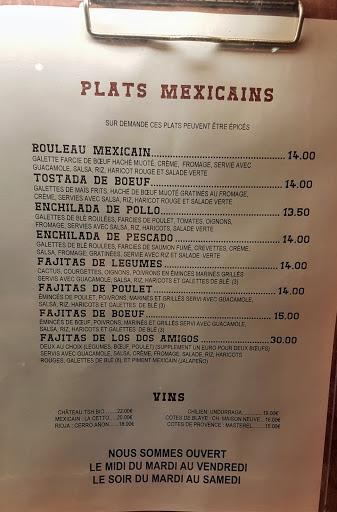 PLATS MEXICAINS
SUR DEMANDE CES PLATS PEUVENT ÊTRE ÉPICÉS
ROULEAU MEXICAIN 14.00
GALETTE FARCIE DE BŒUF HACHÉ MIJOTÉ, CRÈME, FROMAGE, SERVIE AVEC
GUACAMOLE, SALSA, RIZ, HARICOT ROUGE ET SALADE VERTE
TOSTADA DE BOEUF 14.00
GALETTES DE MAÏS FRITS, HACHÉ DE BŒUF MIJOTÉ GRATINÉS AU FROMAGE,
CRÈME, SERVIES AVEC SALSA, RIZ, HARICOT ROUGE ET SALADE VERTE
ENCHILADA DE POLLO 13.50
GALETTES DE BLÉ ROULÉES, FARCIES DE POULET, TOMATES, OIGNONS,
FROMAGE, SERVIES AVEC SALSA, RIZ, HARICOT ROUGE, SALADE VERTE
ENCHILADA DE PESCADO 14.00
GALETTES DE BLÉ ROULÉES, FARCIES DE SAUMON FUMÉ, CREVETTES, CRÈME,
SALSA, FROMAGE, GRATINÉES, SERVIE AVEC RIZ ET SALADE VERTE
FAJITAS DE LEGUMES 14.00
CACTUS, COURGETTES, OIGNONS, POIVRONS EN ÉMINCÉS MARINÉS GRILLÉS
SERVIS AVEC GUACAMOLE, SALSA, RIZ, HARICOTS ET GALETTES DE BLÉ (3)
FAJITAS DE POULET 14.00
ÉMINCÉS DE POULET, POIVRONS, MARINÉS ET GRILLÉS SERVI AVEC GUACAMOLE,
SALSA, RIZ, HARICOTS ET GALETTES DE BLÉ (3)
FAJITAS DE BOEUF 15.00
ÉMINCÉS DE BŒUF, POIVRONS, MARINÉS ET GRILLÉS SERVI AVEC GUACAMOLE,
SALSA, RIZ, HARICOTS ET GALETTES DE BLÉ (3)
FAJITAS DE LOS DOS AMIGOS 30.00
DEUX AU CHOIX (LÉGUMES, BŒUF, POULET) (SUPPLÉMENT UN EURO POUR DEUX BŒUFS)
SERVIS AVEC GUACAMOLE, SALSA, CRÈME, FROMAGE, SALADE, RIZ, HARICOTS
ROUGES, GALETTES DE BLÉ (6), ET PIMENT MEXICAIN (JALAPEÑO)
VINS
CHÂTEAU TSH BIO 22.00€ CHILIEN: UNDURRAGA 19.00€
MEXICAIN : LA CETTO 20.00€ COTES DE BLAYE : CH. MAISON NEUVE 16.00€
RIOJA : CERRO AÑON 18.00€ COTES DE PROVENCE : MASTEREL 15.00€
NOUS SOMMES OUVERT
LE MIDI DU MARDI AU VENDREDI
LE SOIR DU MARDI AU SAMEDI